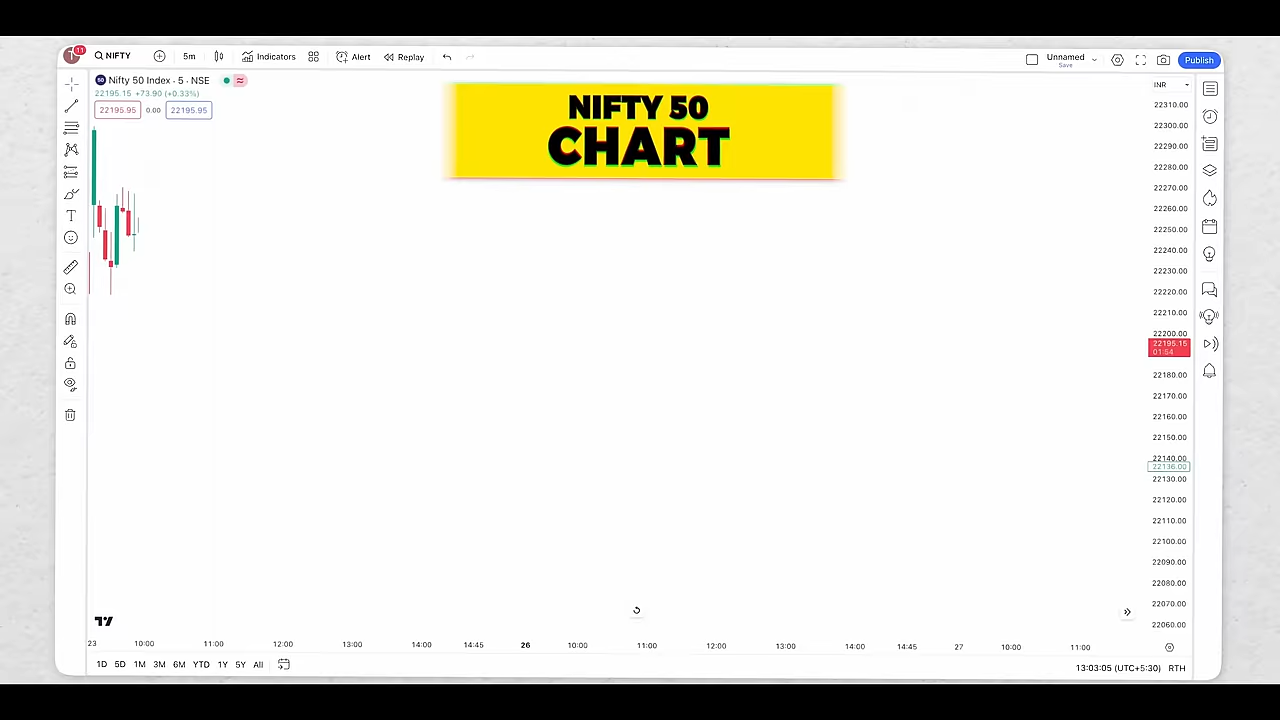 11
NIFTY
5m
Indicators
Alert
Replay
Unnamed
Save
Publish
Nifty 50 Index · 5 · NSE
22195.15 +73.90 (+0.33%)
22195.95 0.00 22195.95
NIFTY 50
CHART
INR
22310.00
22300.00
22290.00
22280.00
22270.00
22260.00
22250.00
22240.00
22230.00
22220.00
22210.00
22200.00
22195.15
01:54
22180.00
22170.00
22160.00
22150.00
22140.00
22136.00
22130.00
22120.00
22110.00
22100.00
22090.00
22080.00
22070.00
22060.00
23 10:00 11:00 12:00 13:00 14:00 14:45 26 10:00 11:00 12:00 13:00 14:00 14:45 27 10:00 11:00
1D 5D 1M 3M 6M YTD 1Y 5Y All
13:03:05 (UTC+5:30) RTH